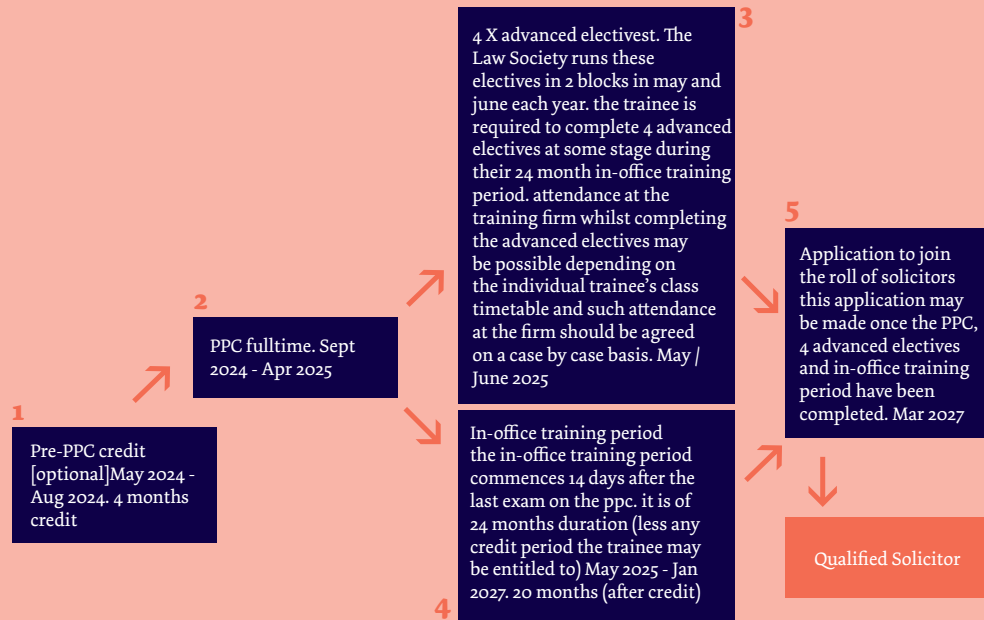 1
Pre-PPC credit
[optional]May 2024 -
Aug 2024. 4 months
credit
2
PPC fulltime. Sept
2024 - Apr 2025
3
4 X advanced electivest. The
Law Society runs these
electives in 2 blocks in may and
june each year. the trainee is
required to complete 4 advanced
electives at some stage during
their 24 month in-office training
period. attendance at the
training firm whilst completing
the advanced electives may
be possible depending on
the individual trainee’s class
timetable and such attendance
at the firm should be agreed
on a case by case basis. May /
June 2025
4
In-office training period
the in-office training period
commences 14 days after the
last exam on the ppc. it is of
24 months duration (less any
credit period the trainee may
be entitled to) May 2025 - Jan
2027. 20 months (after credit)
5
Application to join
the roll of solicitors
this application may
be made once the PPC,
4 advanced electives
and in-office training
period have been
completed. Mar 2027
Qualified Solicitor